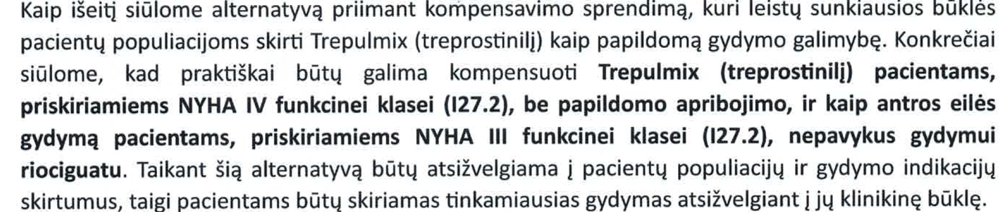 Kaip išeitį siūlome alternatyvą priimant kompensavimo sprendimą, kuri leistų sunkiausios būklės
pacientų populiacijoms skirti Trepulmix (treprostinilį) kaip papildomą gydymo galimybę. Konkrečiai
siūlome, kad praktiškai būtų galima kompensuoti Trepulmix (treprostinilį) pacientams,
priskiriamiems NYHA IV funkcinei klasei (I27.2), be papildomo apribojimo, ir kaip antros eilės
gydymą pacientams, priskiriamiems NYHA III funkcinei klasei (I27.2), nepavykus gydymui
riociguatu. Taikant šią alternatyvą būtų atsižvelgiama į pacientų populiacijų ir gydymo indikacijų
skirtumus, taigi pacientams būtų skiriamas tinkamiausias gydymas atsižvelgiant į jų klinikinę būklę.